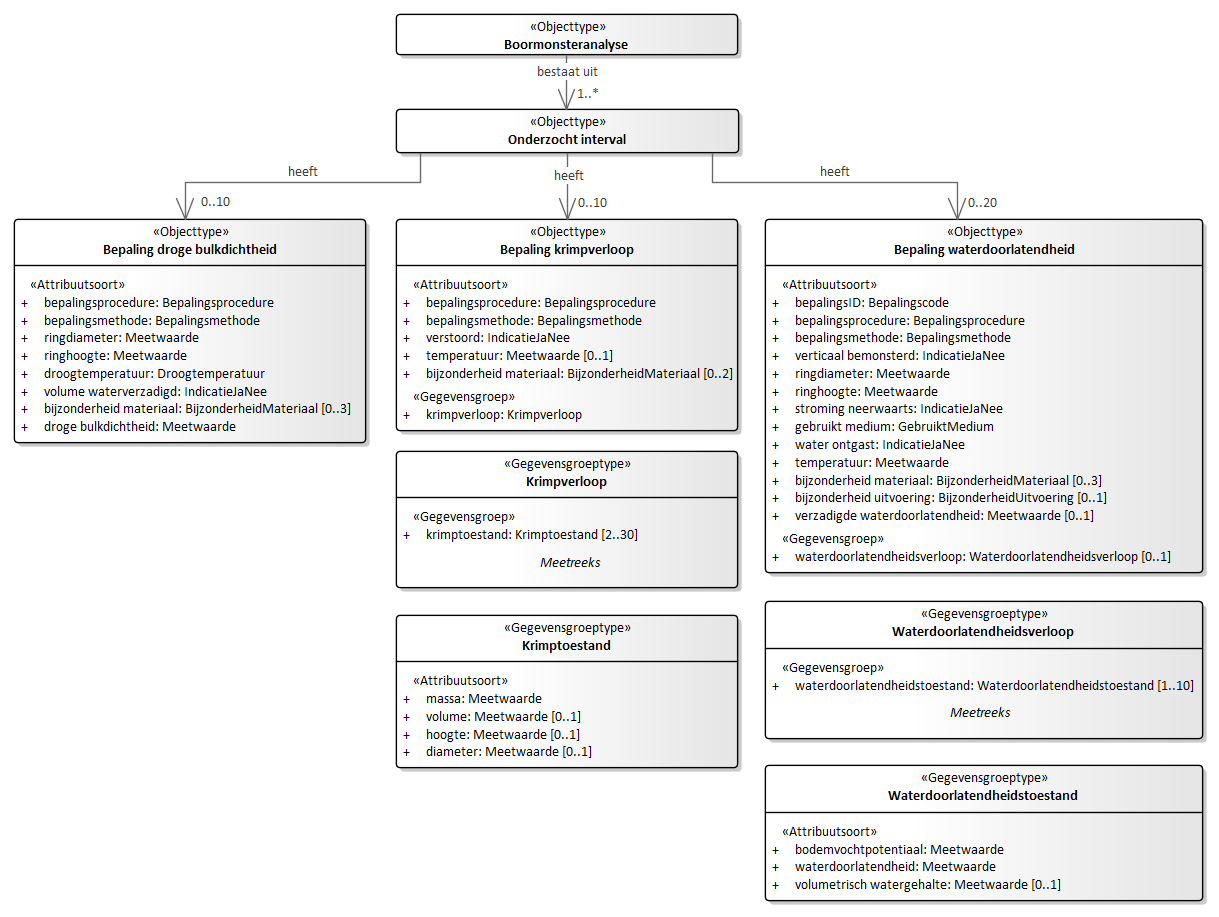 «Objecttype»
Boormonsteranalyse
bestaat uit
1..*
«Objecttype»
Onderzocht interval
heeft
heeft
heeft
0..10
0..10
0..20
«Objecttype»
Bepaling droge bulkdichtheid
«Attribuutsoort»
+ bepalingsprocedure: Bepalingsprocedure
+ bepalingsmethode: Bepalingsmethode
+ ringdiameter: Meetwaarde
+ ringhoogte: Meetwaarde
+ droogtemperatuur: Droogtemperatuur
+ volume waterverzadigd: IndicatieJaNee
+ bijzonderheid materiaal: BijzonderheidMateriaal [0..3]
+ droge bulkdichtheid: Meetwaarde
«Objecttype»
Bepaling krimpverloop
«Attribuutsoort»
+ bepalingsprocedure: Bepalingsprocedure
+ bepalingsmethode: Bepalingsmethode
+ verstoord: IndicatieJaNee
+ temperatuur: Meetwaarde [0..1]
+ bijzonderheid materiaal: BijzonderheidMateriaal [0..2]
«Gegevensgroep»
+ krimpverloop: Krimpverloop
«Gegevensgroeptype»
Krimpverloop
«Gegevensgroep»
+ krimptoestand: Krimptoestand [2..30]
Meetreeks
«Gegevensgroeptype»
Krimptoestand
«Attribuutsoort»
+ massa: Meetwaarde
+ volume: Meetwaarde [0..1]
+ hoogte: Meetwaarde [0..1]
+ diameter: Meetwaarde [0..1]
«Objecttype»
Bepaling waterdoorlatendheid
«Attribuutsoort»
+ bepalingsID: Bepalingscode
+ bepalingsprocedure: Bepalingsprocedure
+ bepalingsmethode: Bepalingsmethode
+ verticaal bemonsterd: IndicatieJaNee
+ ringdiameter: Meetwaarde
+ ringhoogte: Meetwaarde
+ stroming neerwaarts: IndicatieJaNee
+ gebruikt medium: GebruiktMedium
+ water ontgast: IndicatieJaNee
+ temperatuur: Meetwaarde
+ bijzonderheid materiaal: BijzonderheidMateriaal [0..3]
+ bijzonderheid uitvoering: BijzonderheidUitvoering [0..1]
+ verzadigde waterdoorlatendheid: Meetwaarde [0..1]
«Gegevensgroep»
+ waterdoorlatendheidsverloop: Waterdoorlatendheidsverloop [0..1]
«Gegevensgroeptype»
Waterdoorlatendheidsverloop
«Gegevensgroep»
+ waterdoorlatendheidstoestand: Waterdoorlatendheidstoestand [1..10]
Meetreeks
«Gegevensgroeptype»
Waterdoorlatendheidstoestand
«Attribuutsoort»
+ bodemvochtpotentiaal: Meetwaarde
+ waterdoorlatendheid: Meetwaarde
+ volumetrisch watergehalte: Meetwaarde [0..1]